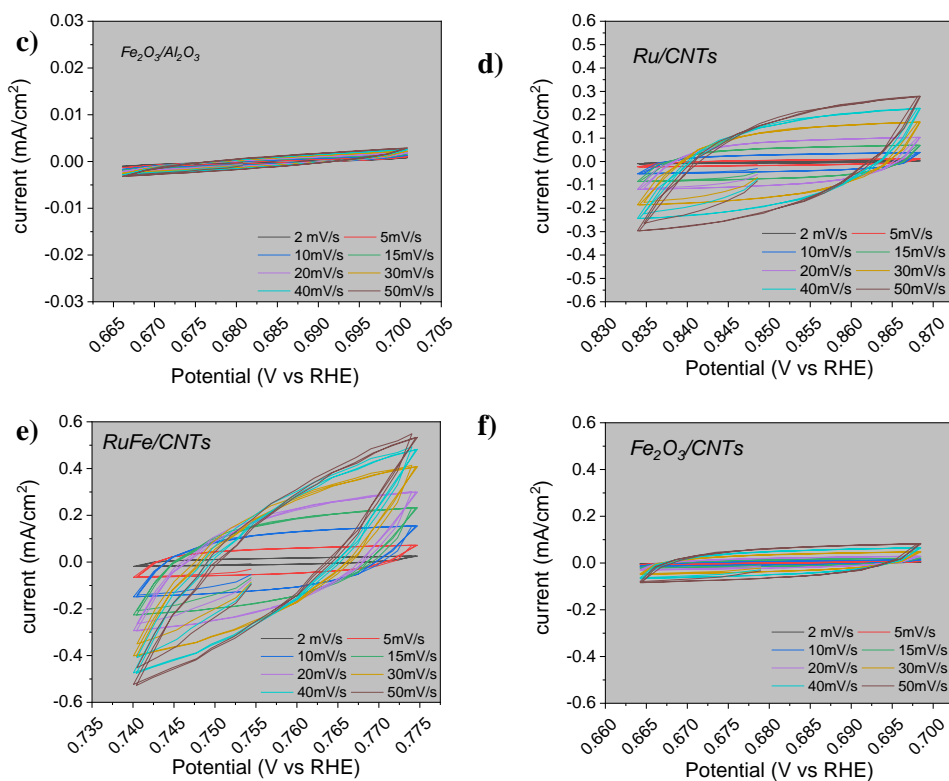 c)
Fe₂O₃/Al₂O₃
current (mA/cm²)
0.03
0.02
0.01
0.00
-0.01
-0.02
-0.03
2 mV/s 5mV/s
10mV/s 15mV/s
20mV/s 30mV/s
40mV/s 50mV/s
0.665 0.670 0.675 0.680 0.685 0.690 0.695 0.700 0.705
Potential (V vs RHE)
d)
Ru/CNTs
current (mA/cm²)
0.6
0.5
0.4
0.3
0.2
0.1
0.0
-0.1
-0.2
-0.3
-0.4
-0.5
-0.6
2 mV/s 5mV/s
10mV/s 15mV/s
20mV/s 30mV/s
40mV/s 50mV/s
0.830 0.835 0.840 0.845 0.850 0.855 0.860 0.865 0.870
Potential (V vs RHE)
e)
RuFe/CNTs
current (mA/cm²)
0.6
0.4
0.2
0.0
-0.2
-0.4
-0.6
2 mV/s 5mV/s
10mV/s 15mV/s
20mV/s 30mV/s
40mV/s 50mV/s
0.735 0.740 0.745 0.750 0.755 0.760 0.765 0.770 0.775
Potential (V vs RHE)
f)
Fe₂O₃/CNTs
current (mA/cm²)
0.6
0.4
0.2
0.0
-0.2
-0.4
-0.6
2 mV/s 5mV/s
10mV/s 15mV/s
20mV/s 30mV/s
40mV/s 50mV/s
0.660 0.665 0.670 0.675 0.680 0.685 0.690 0.695 0.700
Potential (V vs RHE)